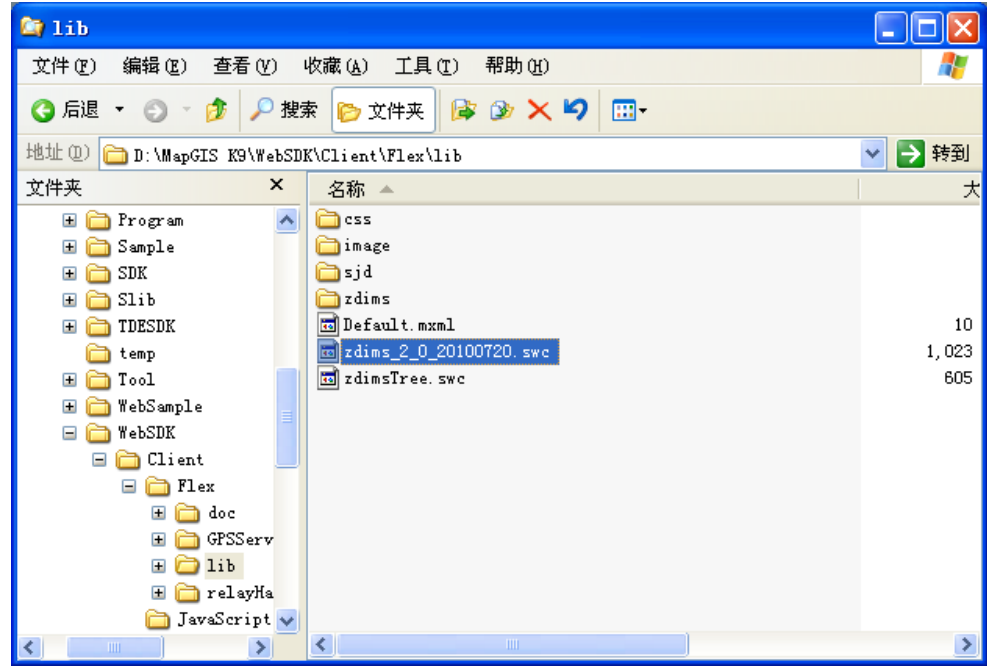 lib
文件(F) 编辑(E) 查看(V) 收藏(A) 工具(T) 帮助(H)
后退 搜索 文件夹
地址(D) D:\MapGIS K9\WebSDK\Client\Flex\lib 转到
文件夹 名称 大
Program
Sample
SDK
Slib
TDESDK
temp
Tool
WebSample
WebSDK
Client
Flex
doc
GPSServ
lib
relayHa
JavaScript
css
image
sjd
zdims
Default.mxml 10
zdims_2_0_20100720.swc 1,023
zdimsTree.swc 605